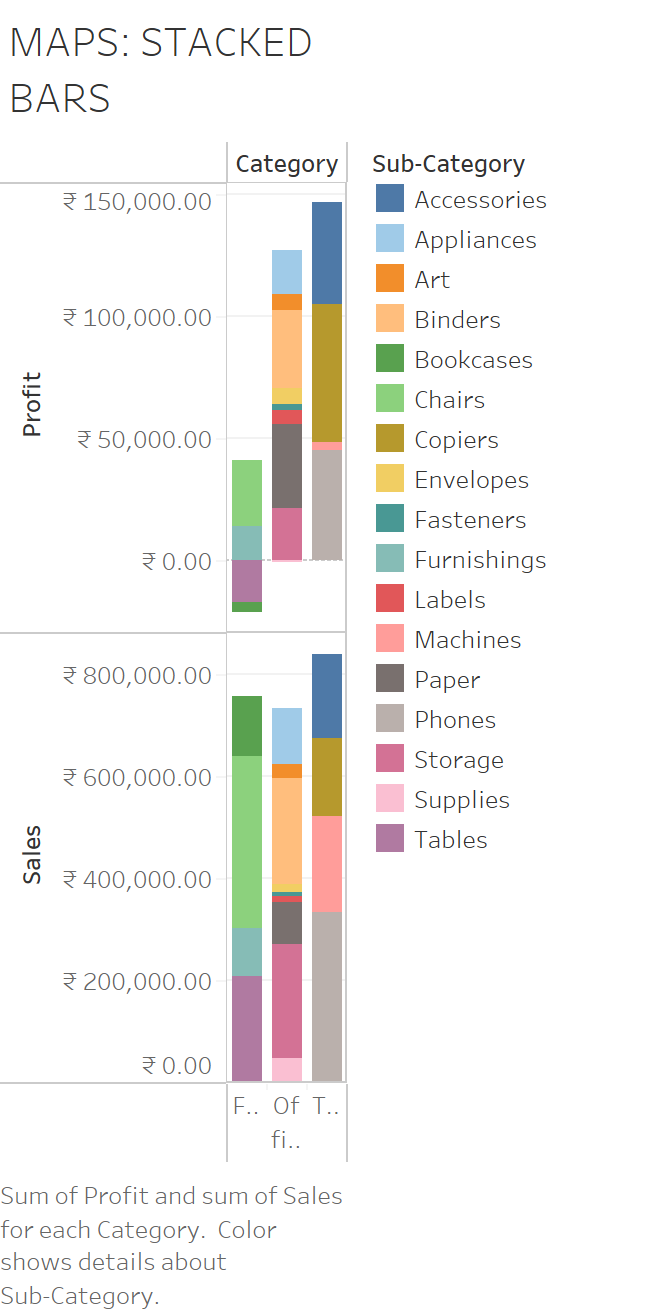 MAPS: STACKED
BARS
Category
Sub-Category
Profit
₹ 150,000.00
₹ 100,000.00
₹ 50,000.00
₹ 0.00
Sales
₹ 800,000.00
₹ 600,000.00
₹ 400,000.00
₹ 200,000.00
₹ 0.00
F.. Of T..
fi..
Accessories
Appliances
Art
Binders
Bookcases
Chairs
Copiers
Envelopes
Fasteners
Furnishings
Labels
Machines
Paper
Phones
Storage
Supplies
Tables
Sum of Profit and sum of Sales
for each Category.  Color
shows details about
Sub-Category.